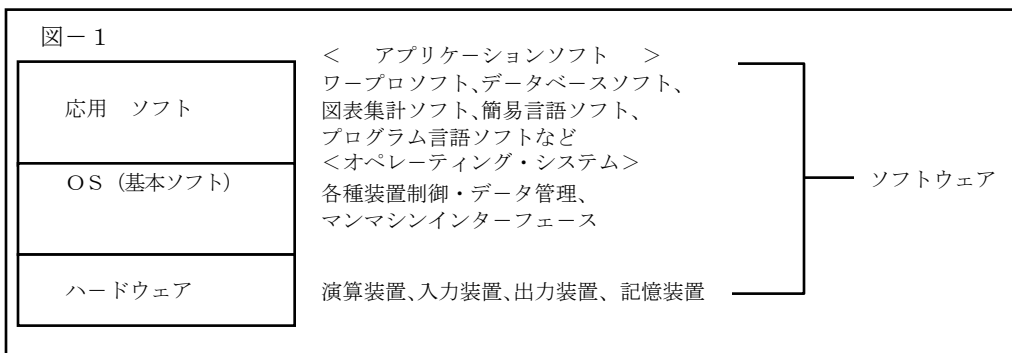 図－１
＜　アプリケーションソフト　＞
ワープロソフト、データベースソフト、
図表集計ソフト、簡易言語ソフト、
プログラム言語ソフトなど
応用　ソフト
＜オペレーティング・システム＞
ＯＳ（基本ソフト）
各種装置制御・データ管理、
マンマシンインターフェース
ソフトウェア
ハードウェア
演算装置、入力装置、出力装置、記憶装置